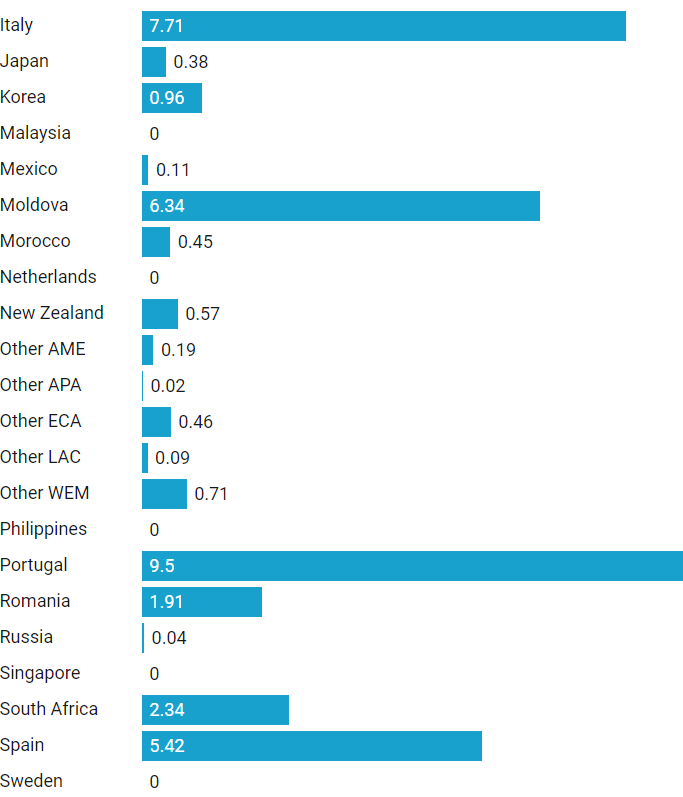 Italy 7.71
Japan 0.38
Korea 0.96
Malaysia 0
Mexico 0.11
Moldova 6.34
Morocco 0.45
Netherlands 0
New Zealand 0.57
Other AME 0.19
Other APA 0.02
Other ECA 0.46
Other LAC 0.09
Other WEM 0.71
Philippines 0
Portugal 9.5
Romania 1.91
Russia 0.04
Singapore 0
South Africa 2.34
Spain 5.42
Sweden 0